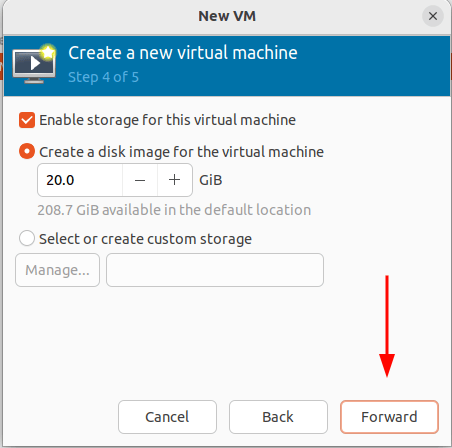 New VM
Create a new virtual machine
Step 4 of 5
Enable storage for this virtual machine
Create a disk image for the virtual machine
20.0 − + GiB
208.7 GiB available in the default location
Select or create custom storage
Manage...
Cancel Back Forward